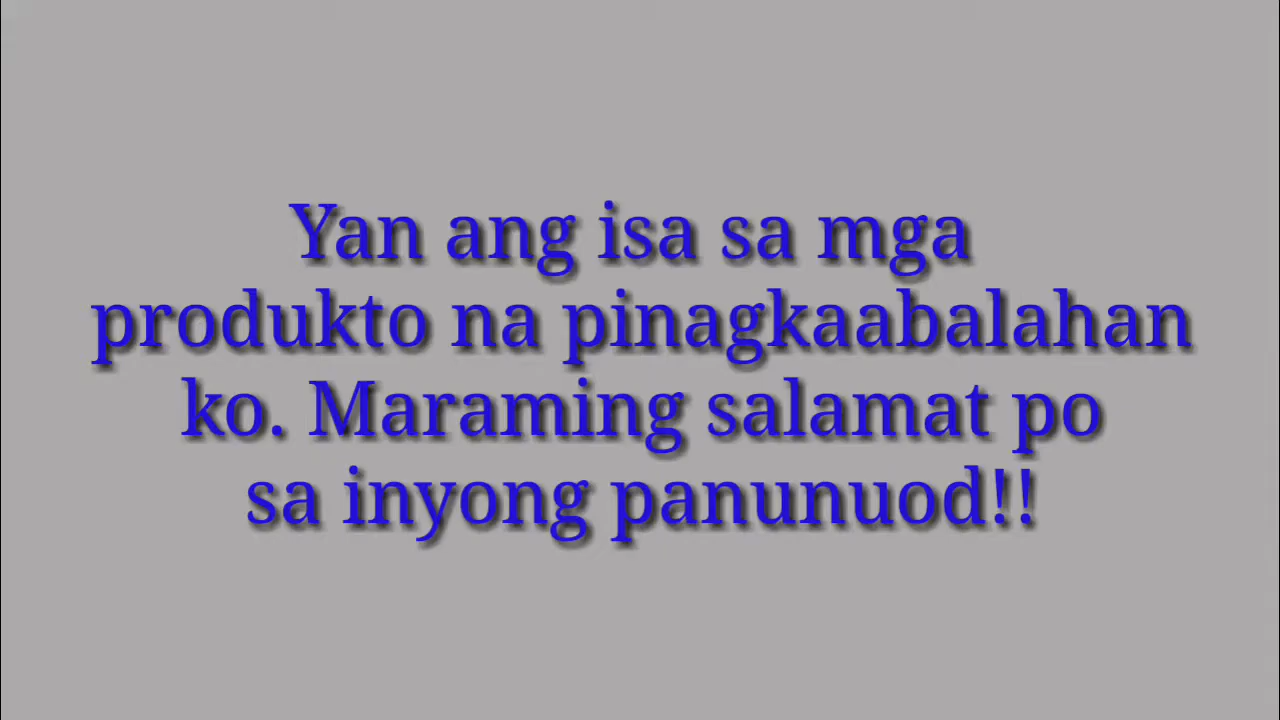 Yan ang isa sa mga
produkto na pinagkaabalahan
ko. Maraming salamat po
sa inyong panunuod!!